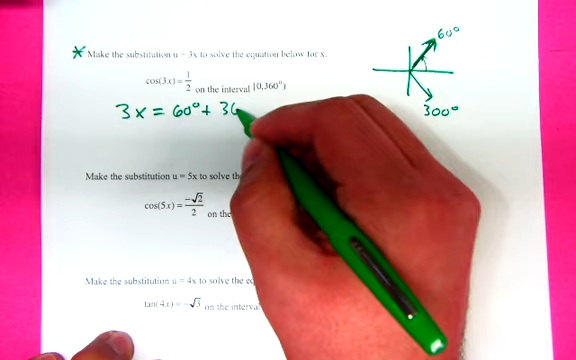 * Make the substitution u = 3x to solve the equation below for x.
60°
cos(3x) = 1/2 on the interval [0,360°)
300°
3x = 60° + 36
Make the substitution u = 5x to solve the
cos(5x) = -√2/2 on the
Make the substitution u = 4x to solve the
tan(4x) = -√3 on the interval